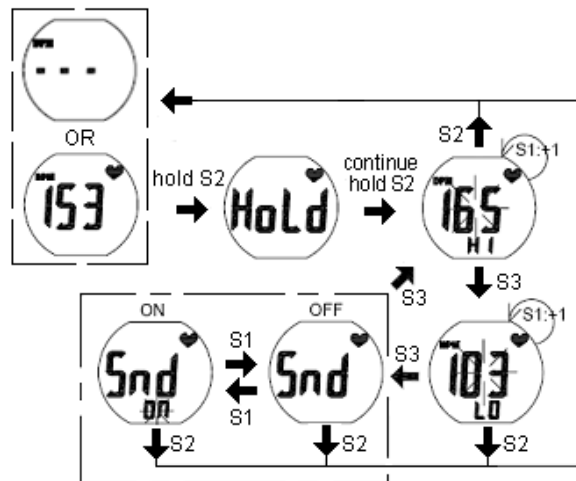 BPM
- - -
OR
BPM
153
hold S2
HoLd
continue
hold S2
S2
S1:+1
BPM
165
HI
S3
S3
ON
OFF
S1
S1
Snd
on
Snd
S3
S1:+1
BPM
103
LO
S2
S2
S2